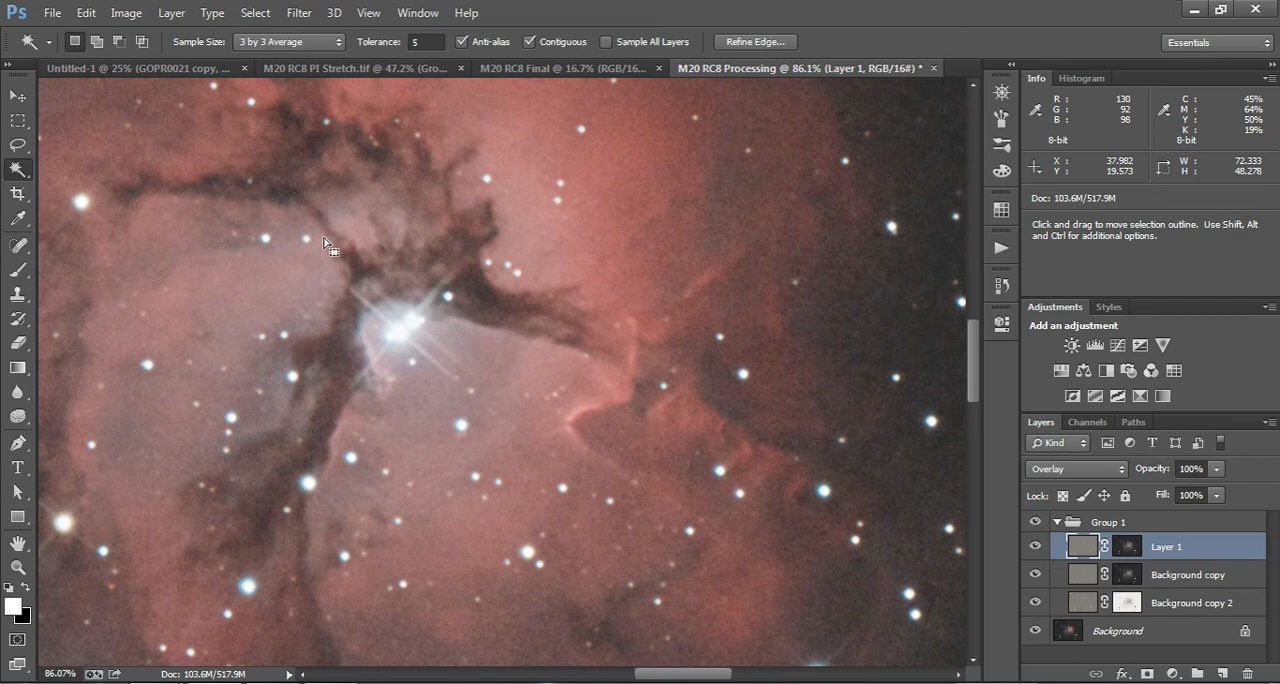 Ps File Edit Image Layer Type Select Filter 3D View Window Help
Sample Size: 3 by 3 Average Tolerance: 5 Anti-alias Contiguous Sample All Layers Refine Edge... Essentials
Untitled-1 @ 25% (GOPR0021 copy, ... × M20 RC8 PI Stretch.tif @ 47.2% (Gro... × M20 RC8 Final @ 16.7% (RGB/16... × M20 RC8 Processing @ 86.1% (Layer 1, RGB/16#) * ×
Info Histogram
R: 130 C: 45%
G: 92 M: 64%
B: 98 Y: 50%
K: 19%
8-bit 8-bit
X: 37.982 W: 72.333
Y: 19.573 H: 48.278
Doc: 103.6M/517.9M
Click and drag to move selection outline. Use Shift, Alt
and Ctrl for additional options.
Adjustments Styles
Add an adjustment
Layers Channels Paths
Kind
Overlay Opacity: 100%
Lock: Fill: 100%
Group 1
Layer 1
Background copy
Background copy 2
Background
fx
86.07% Doc: 103.6M/517.9M